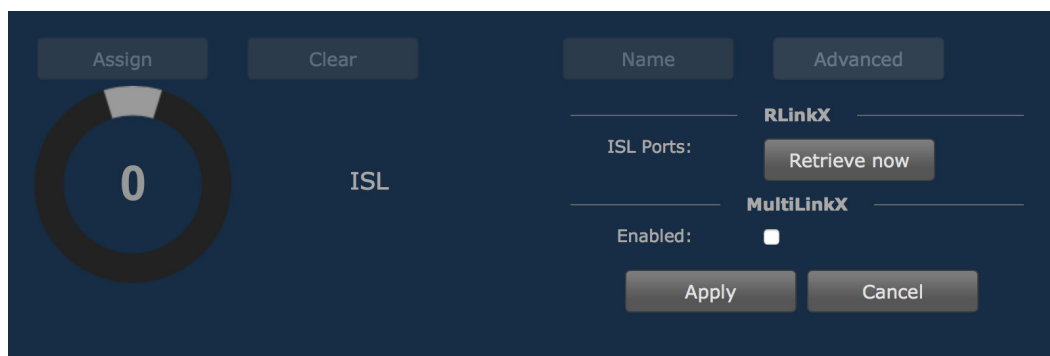 Assign Clear Name Advanced
RLinkX
ISL Ports: Retrieve now
0 ISL
MultiLinkX
Enabled:
Apply Cancel